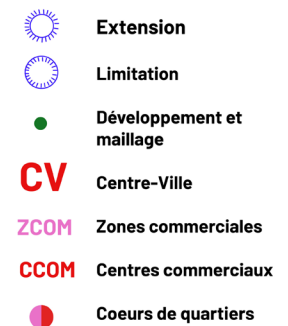 Extension
Limitation
Développement et
maillage
CV Centre-Ville
ZCOM Zones commerciales
CCOM Centres commerciaux
Coeurs de quartiers